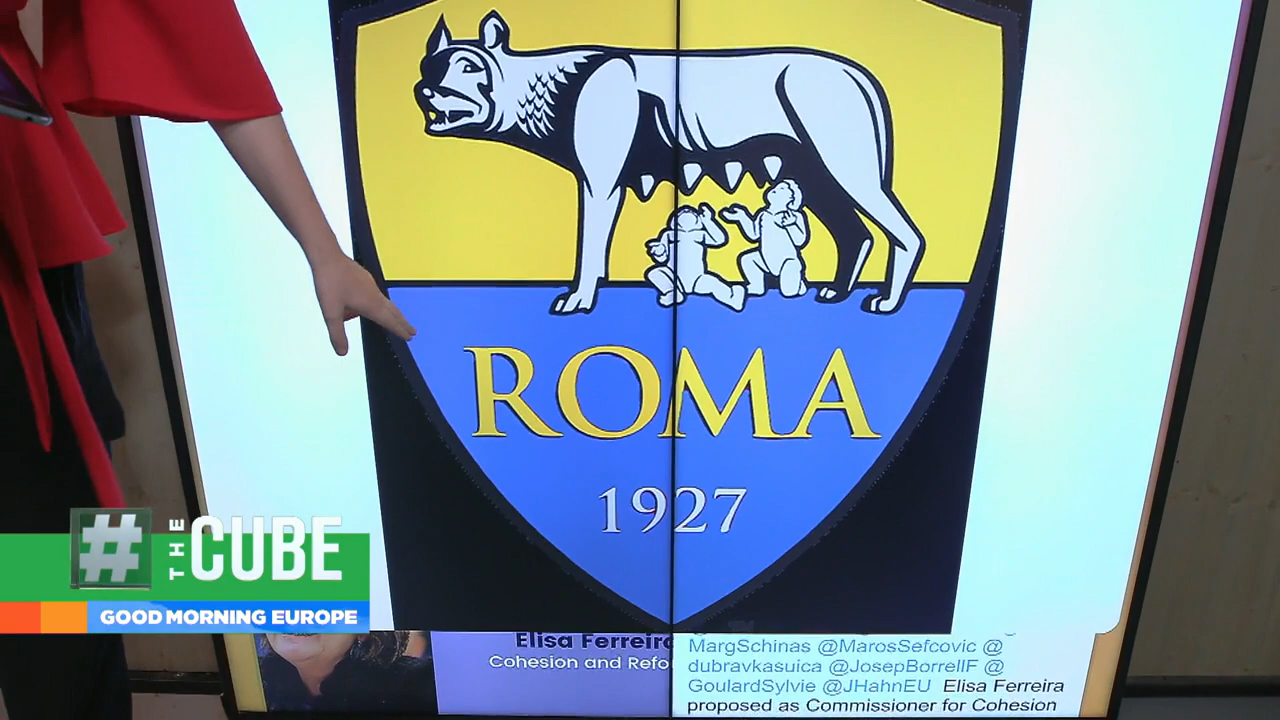 ROMA
1927
# THE CUBE
GOOD MORNING EUROPE
Elisa Ferreira
Cohesion and Refo
MargSchinas @MarosSefcovic @
dubravkasuica @JosepBorrellF @
GoulardSylvie @JHahnEU Elisa Ferreira
proposed as Commissioner for Cohesion